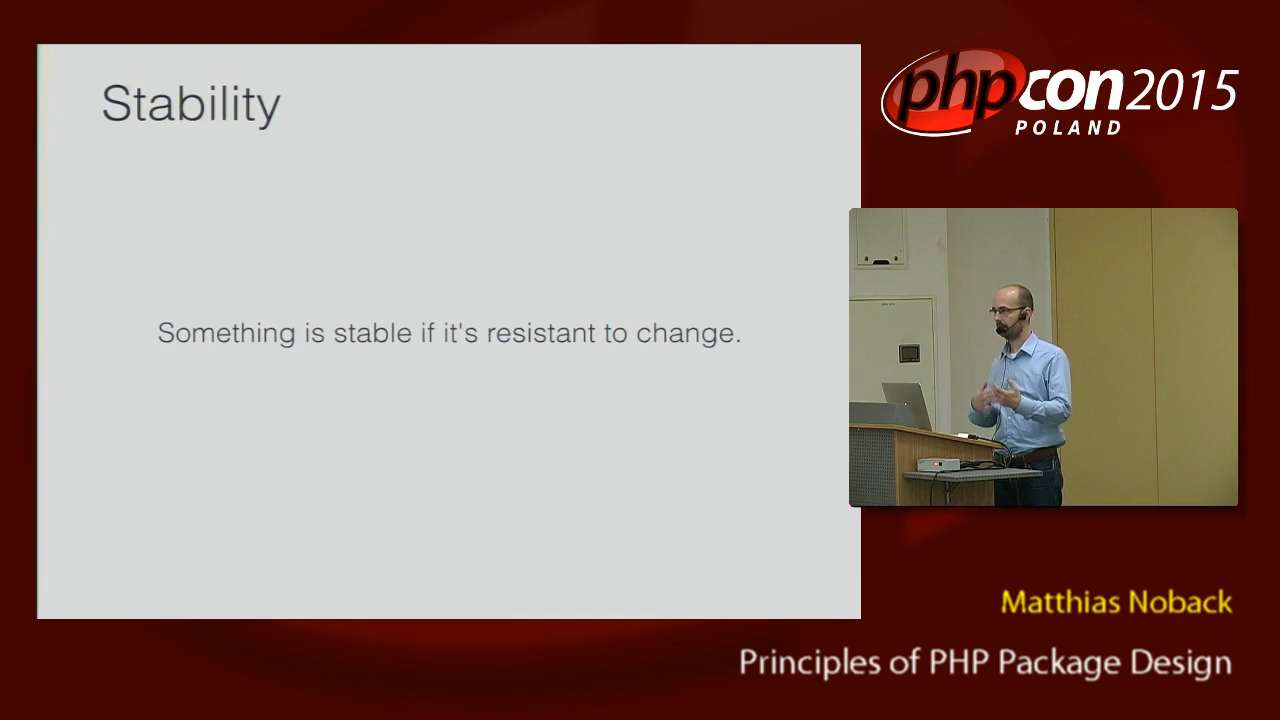 Stability
Something is stable if it's resistant to change.
phpcon2015
POLAND
Matthias Noback
Principles of PHP Package Design